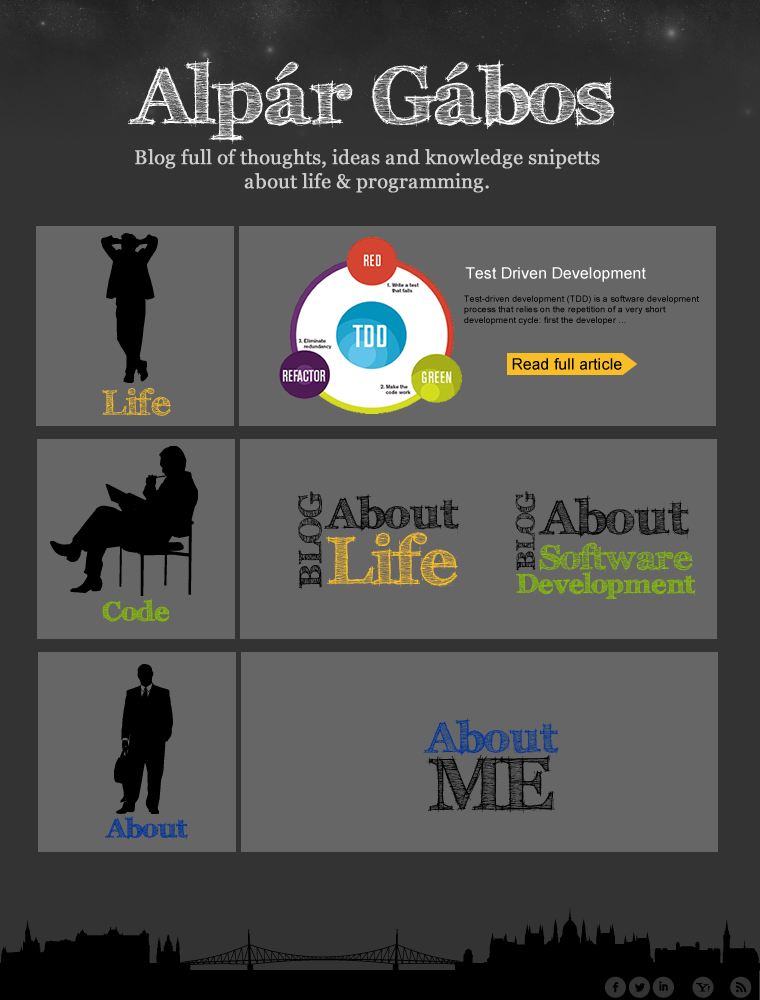 Alpár Gábos
Blog full of thoughts, ideas and knowledge snipetts
about life & programming.
Life
RED
1. Write a test
that fails
TDD
3. Eliminate
redundancy
REFACTOR
GREEN
2. Make the
code work
Test Driven Development
Test-driven development (TDD) is a software development
process that relies on the repetition of a very short
development cycle: first the developer ...
Read full article
Code
BLOG
About
Life
BLOG
About
Software
Development
About
About
ME